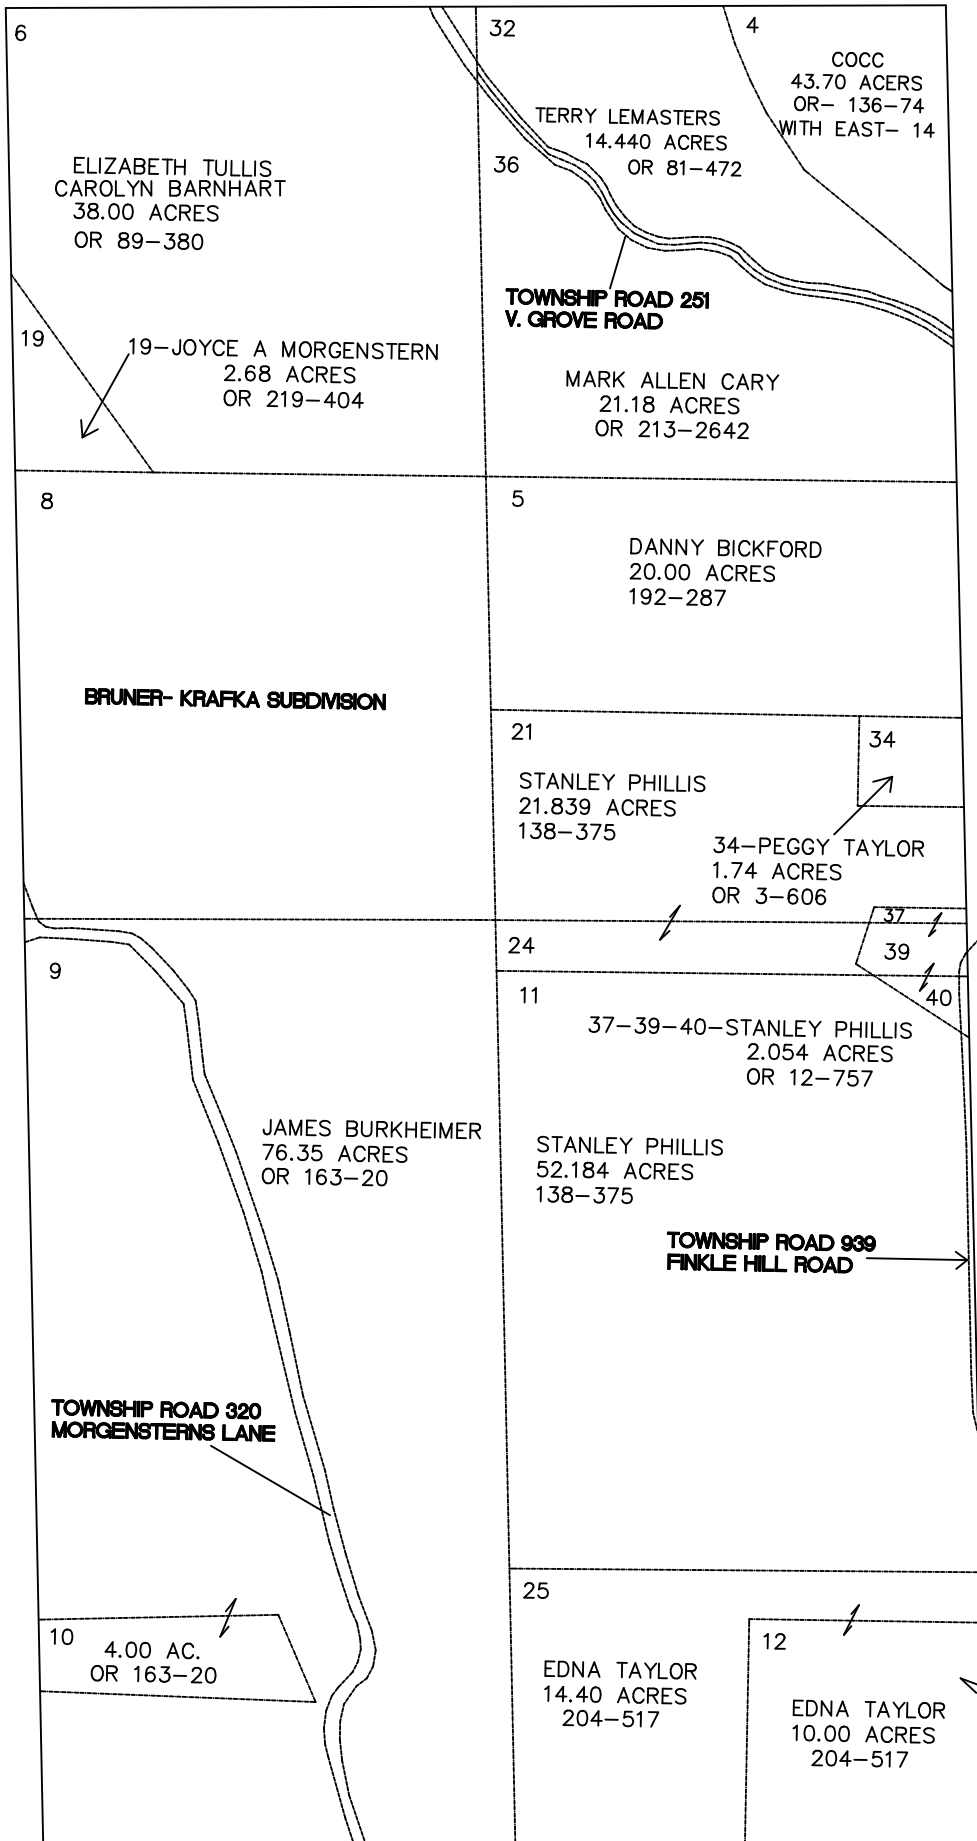 6
32
4
COCC
43.70 ACERS
OR- 136-74
WITH EAST- 14
TERRY LEMASTERS
14.440 ACRES
OR 81-472
36
ELIZABETH TULLIS
CAROLYN BARNHART
38.00 ACRES
OR 89-380
TOWNSHIP ROAD 251
V. GROVE ROAD
19
19-JOYCE A MORGENSTERN
2.68 ACRES
OR 219-404
MARK ALLEN CARY
21.18 ACRES
OR 213-2642
8
5
DANNY BICKFORD
20.00 ACRES
192-287
BRUNER- KRAFKA SUBDIVISION
21
34
STANLEY PHILLIS
21.839 ACRES
138-375
34-PEGGY TAYLOR
1.74 ACRES
OR 3-606
37
24
39
9
11
40
37-39-40-STANLEY PHILLIS
2.054 ACRES
OR 12-757
JAMES BURKHEIMER
76.35 ACRES
OR 163-20
STANLEY PHILLIS
52.184 ACRES
138-375
TOWNSHIP ROAD 939
FINKLE HILL ROAD
TOWNSHIP ROAD 320
MORGENSTERNS LANE
25
10
4.00 AC.
OR 163-20
12
EDNA TAYLOR
14.40 ACRES
204-517
EDNA TAYLOR
10.00 ACRES
204-517